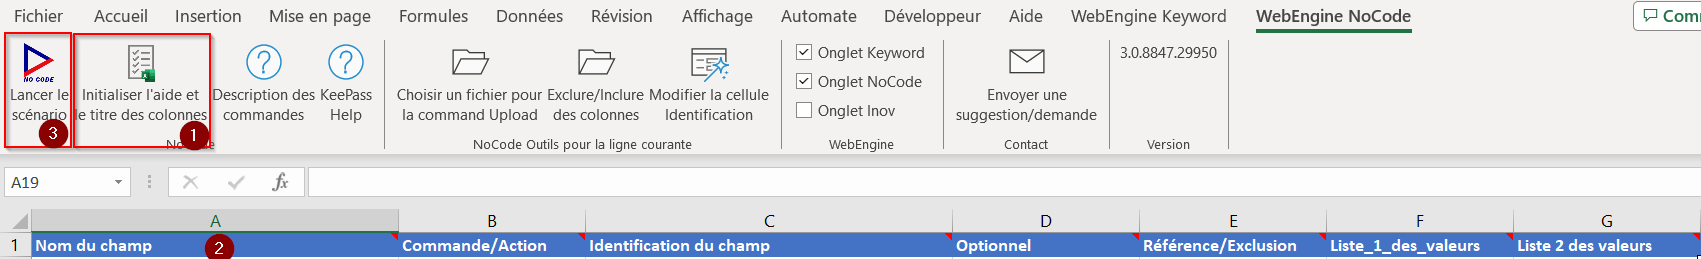 Fichier Accueil Insertion Mise en page Formules Données Révision Affichage Automate Développeur Aide WebEngine Keyword WebEngine NoCode
NO CODE
Lancer le
scénario
3
Initialiser l'aide et
le titre des colonnes
1
Description des
commandes
KeePass
Help
NoCode
Choisir un fichier pour
la command Upload
Exclure/Inclure
des colonnes
Modifier la cellule
Identification
NoCode Outils pour la ligne courante
Onglet Keyword
Onglet NoCode
Onglet Inov
WebEngine
Envoyer une
suggestion/demande
Contact
3.0.8847.29950
Version
A19 fx
A B C D E F G
1 Nom du champ 2 Commande/Action Identification du champ Optionnel Référence/Exclusion Liste_1_des_valeurs Liste 2 des valeurs